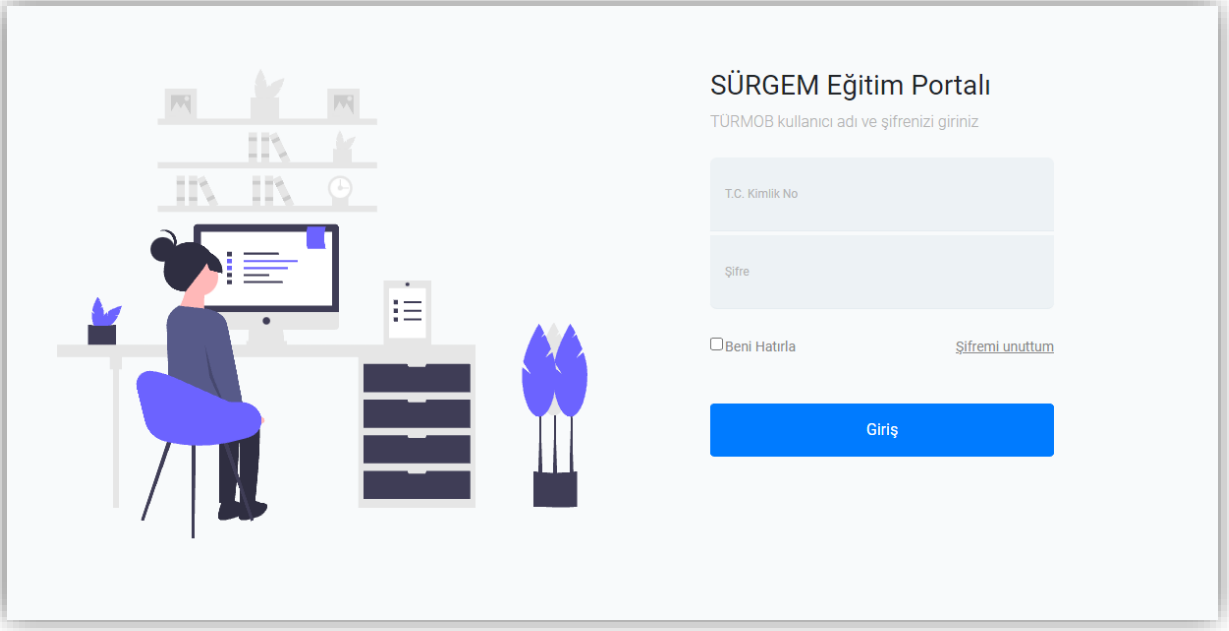 SÜRGEM Eğitim Portalı
TÜRMOB kullanıcı adı ve şifrenizi giriniz
T.C. Kimlik No
Şifre
Beni Hatırla
Şifremi unuttum
Giriş